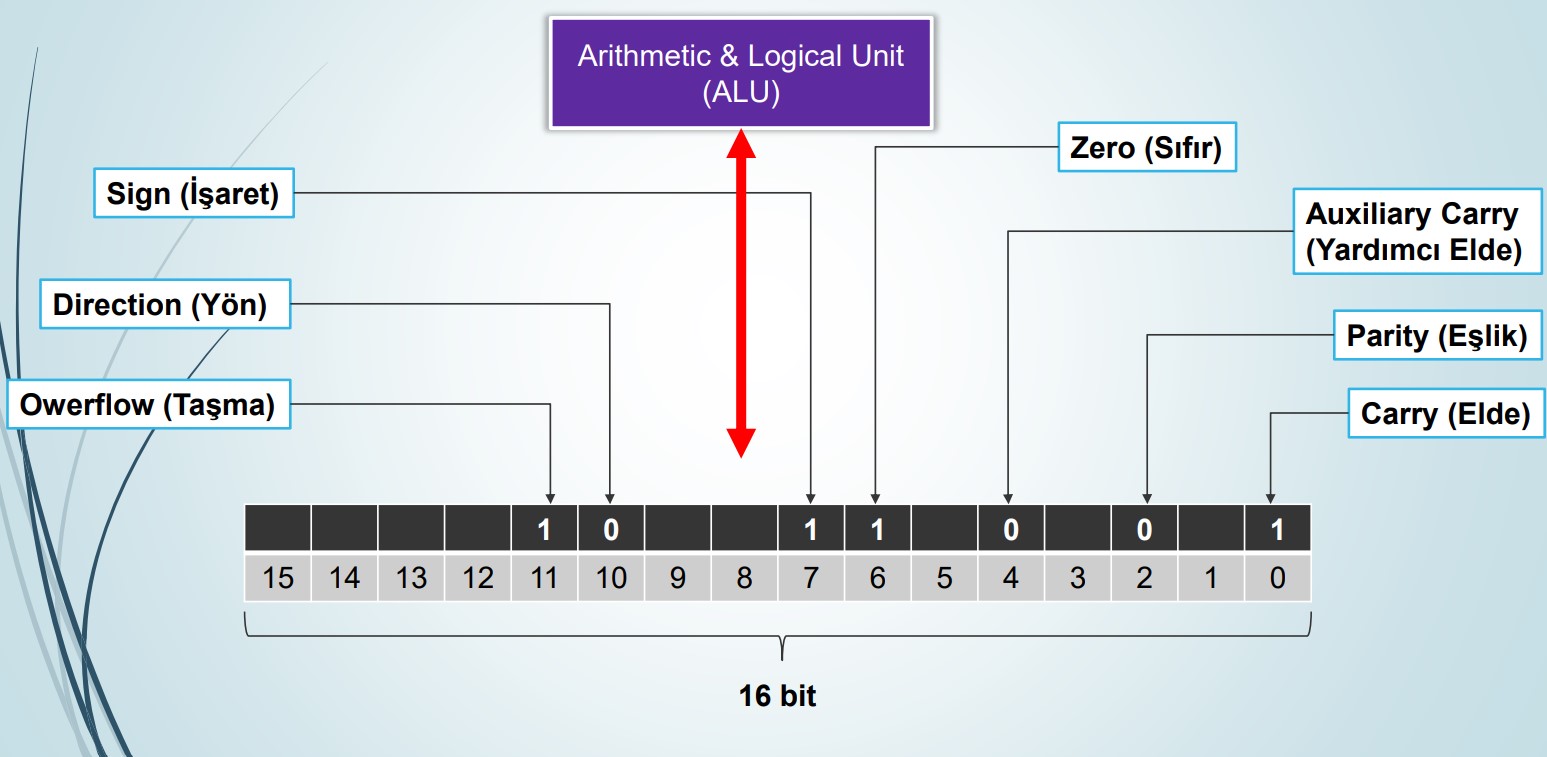 Arithmetic & Logical Unit
(ALU)
Zero (Sıfır)
Sign (İşaret)
Auxiliary Carry
(Yardımcı Elde)
Direction (Yön)
Parity (Eşlik)
Owerflow (Taşma)
Carry (Elde)
1 0 1 1 0 0 1
15 14 13 12 11 10 9 8 7 6 5 4 3 2 1 0
16 bit